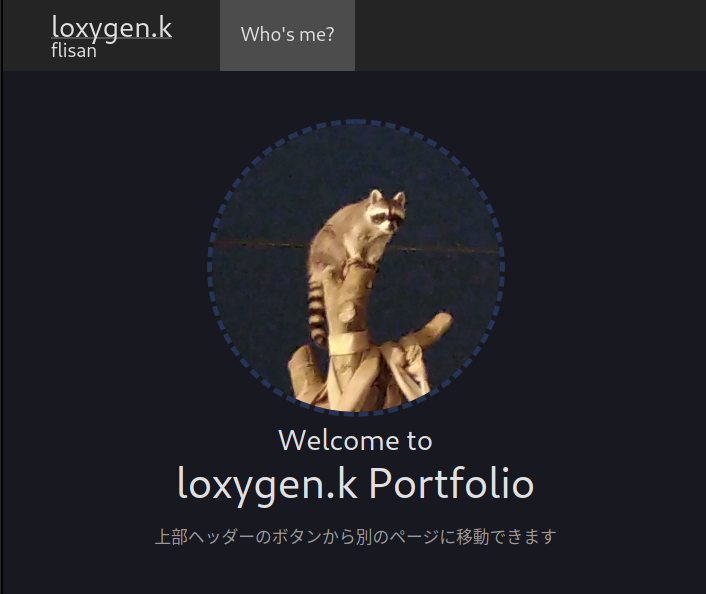 loxygen.k
flisan
Who's me?
Welcome to
loxygen.k Portfolio
上部ヘッダーのボタンから別のページに移動できます